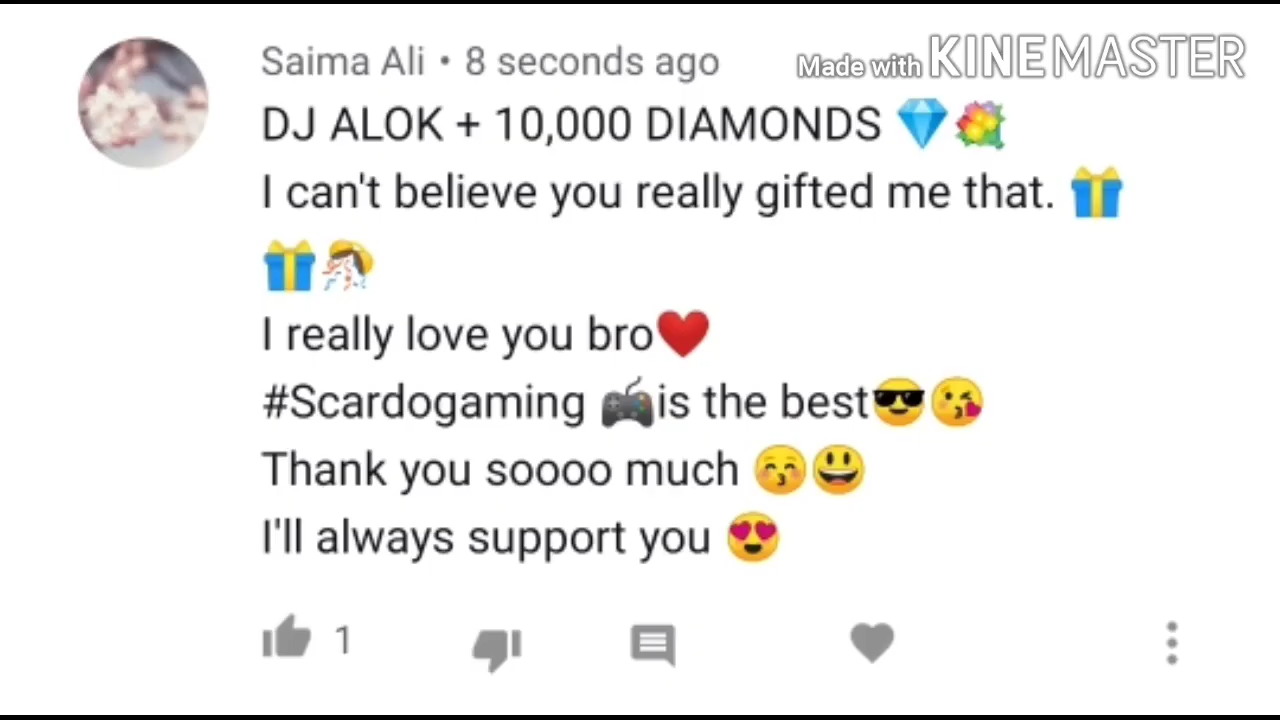 Saima Ali • 8 seconds ago
Made with KINEMASTER
DJ ALOK + 10,000 DIAMONDS 💎💐
I can't believe you really gifted me that. 🎁
🎁🎊
I really love you bro❤️
#Scardogaming 🎮is the best😎😘
Thank you soooo much 😚😃
I'll always support you 😍
1